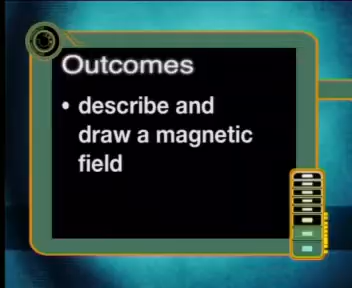 Outcomes
• describe and
draw a magnetic
field